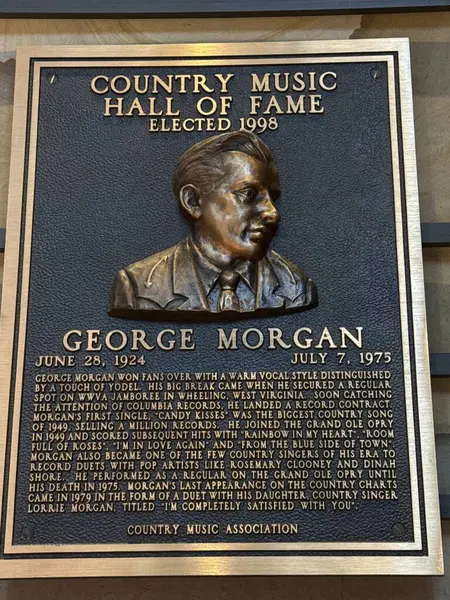 COUNTRY MUSIC
HALL OF FAME
ELECTED 1998
GEORGE MORGAN
JUNE 28, 1924 JULY 7, 1975
GEORGE MORGAN WON FANS OVER WITH A WARM VOCAL STYLE DISTINGUISHED
BY A TOUCH OF YODEL. HIS BIG BREAK CAME WHEN HE SECURED A REGULAR
SPOT ON WWVA JAMBOREE IN WHEELING, WEST VIRGINIA. SOON CATCHING
THE ATTENTION OF COLUMBIA RECORDS, HE LANDED A RECORD CONTRACT.
MORGAN'S FIRST SINGLE, "CANDY KISSES" WAS THE BIGGEST COUNTRY SONG
OF 1949, SELLING A MILLION RECORDS. HE JOINED THE GRAND OLE OPRY
IN 1949 AND SCORED SUBSEQUENT HITS WITH "RAINBOW IN MY HEART", "ROOM
FULL OF ROSES", "I'M IN LOVE AGAIN" AND "FROM THE BLUE SIDE OF TOWN".
MORGAN ALSO BECAME ONE OF THE FEW COUNTRY SINGERS OF HIS ERA TO
RECORD DUETS WITH POP ARTISTS LIKE ROSEMARY CLOONEY AND DINAH
SHORE. HE PERFORMED AS A REGULAR ON THE GRAND OLE OPRY UNTIL
HIS DEATH IN 1975. MORGAN'S LAST APPEARANCE ON THE COUNTRY CHARTS
CAME IN 1979 IN THE FORM OF A DUET WITH HIS DAUGHTER, COUNTRY SINGER
LORRIE MORGAN, TITLED "I'M COMPLETELY SATISFIED WITH YOU".
COUNTRY MUSIC ASSOCIATION